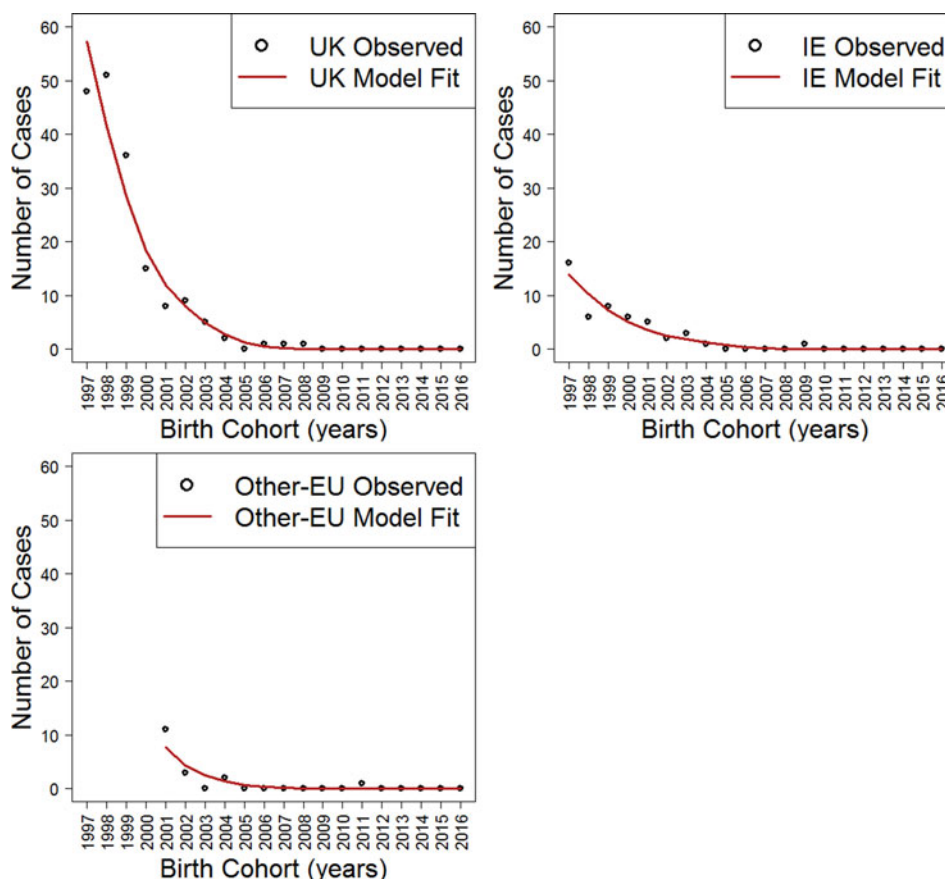 UK Observed
UK Model Fit
Number of Cases
60
50
40
30
20
10
0
1997 1998 1999 2000 2001 2002 2003 2004 2005 2006 2007 2008 2009 2010 2011 2012 2013 2014 2015 2016
Birth Cohort (years)
IE Observed
IE Model Fit
Number of Cases
60
50
40
30
20
10
0
1997 1998 1999 2000 2001 2002 2003 2004 2005 2006 2007 2008 2009 2010 2011 2012 2013 2014 2015 2016
Birth Cohort (years)
Other-EU Observed
Other-EU Model Fit
Number of Cases
60
50
40
30
20
10
0
1997 1998 1999 2000 2001 2002 2003 2004 2005 2006 2007 2008 2009 2010 2011 2012 2013 2014 2015 2016
Birth Cohort (years)